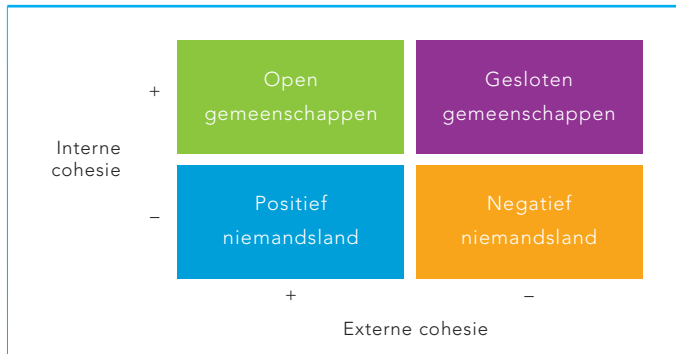 Open
gemeenschappen
Gesloten
gemeenschappen
+
Interne
cohesie
Positief
niemandsland
Negatief
niemandsland
–
+
–
Externe cohesie